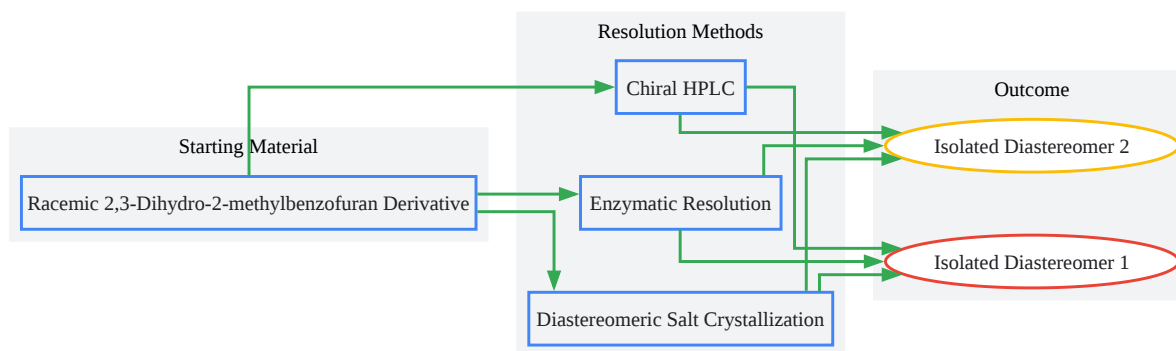 Resolution Methods
Chiral HPLC
Outcome
Isolated Diastereomer 2
Starting Material
Racemic 2,3-Dihydro-2-methylbenzofuran Derivative
Enzymatic Resolution
Isolated Diastereomer 1
Diastereomeric Salt Crystallization